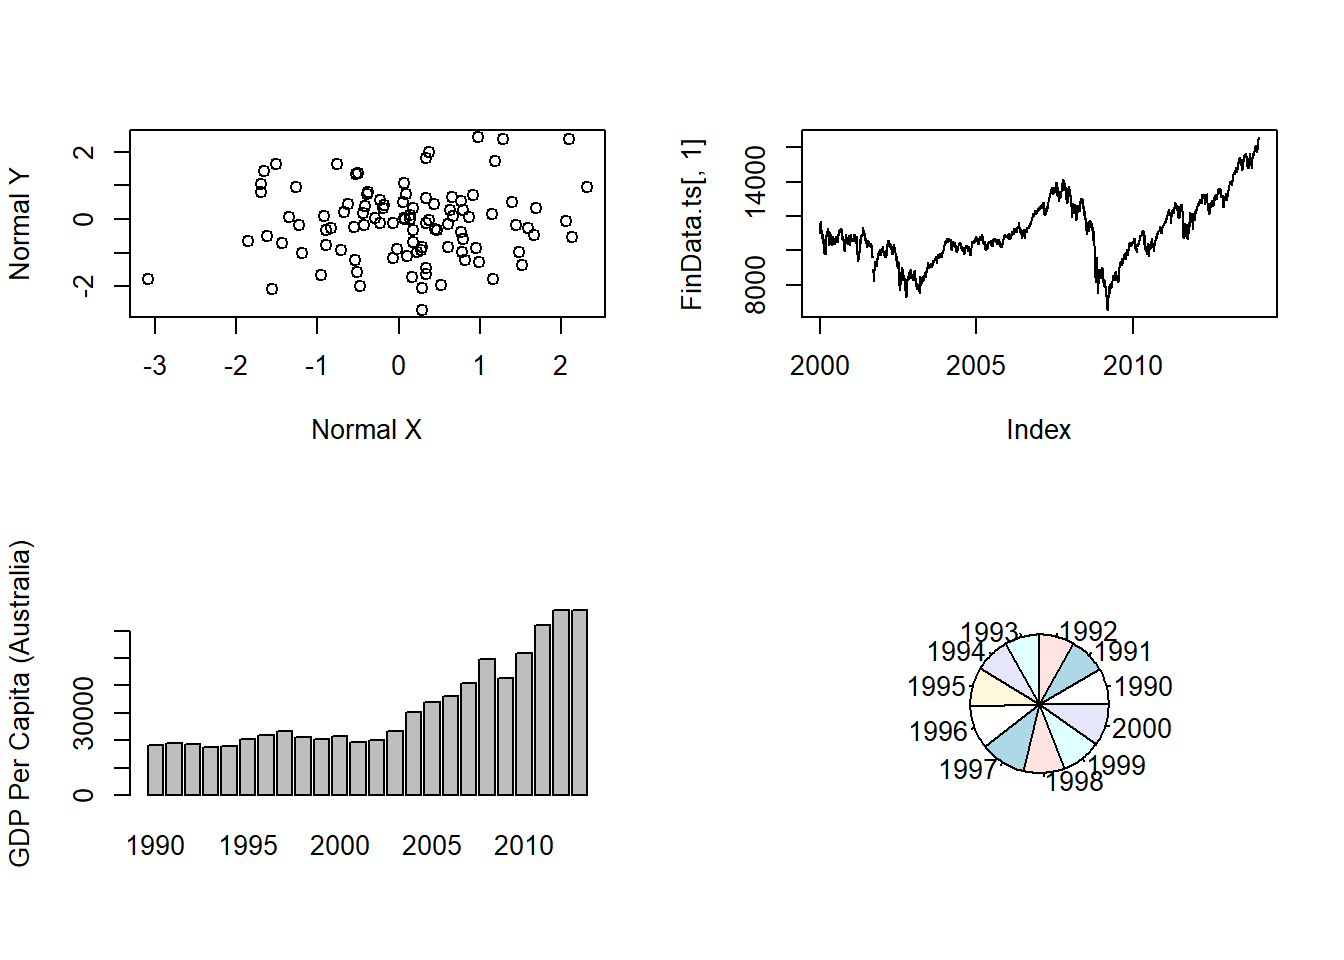 Normal Y
2
0
-2
-3 -2 -1 0 1 2
Normal X
FinData.ts[, 1]
14000
8000
2000 2005 2010
Index
GDP Per Capita (Australia)
30000
0
1990 1995 2000 2005 2010
1993 1992
1994 1991
1995 1990
1996 2000
1997 1999
1998